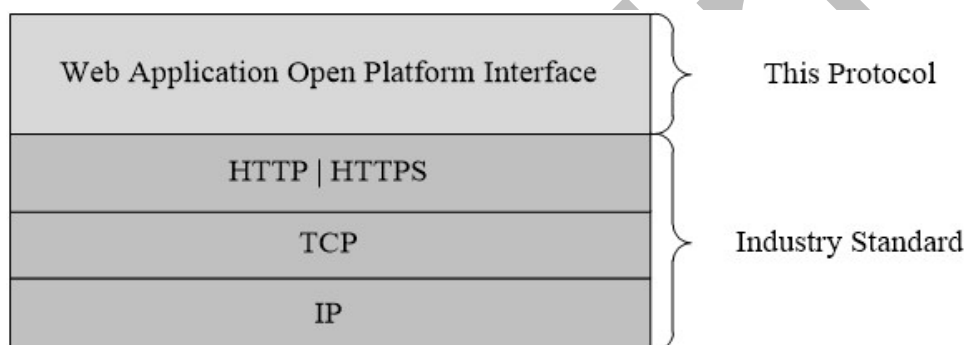 Web Application Open Platform Interface
This Protocol
HTTP | HTTPS
TCP
Industry Standard
IP